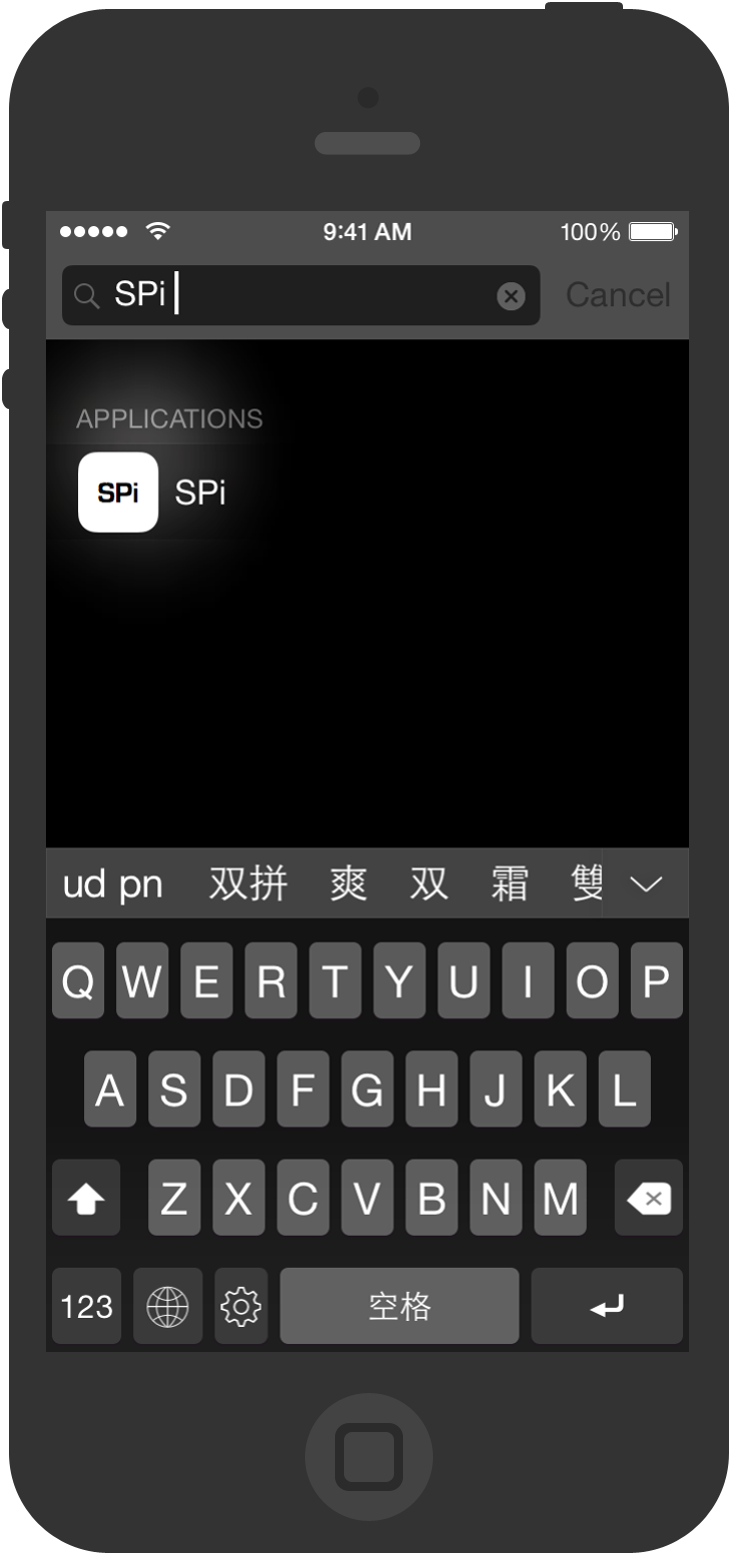 9:41 AM 100%
SPi Cancel
APPLICATIONS
SPi SPi
ud pn 双拼 爽 双 霜 雙
Q W E R T Y U I O P
A S D F G H J K L
Z X C V B N M
123 空格